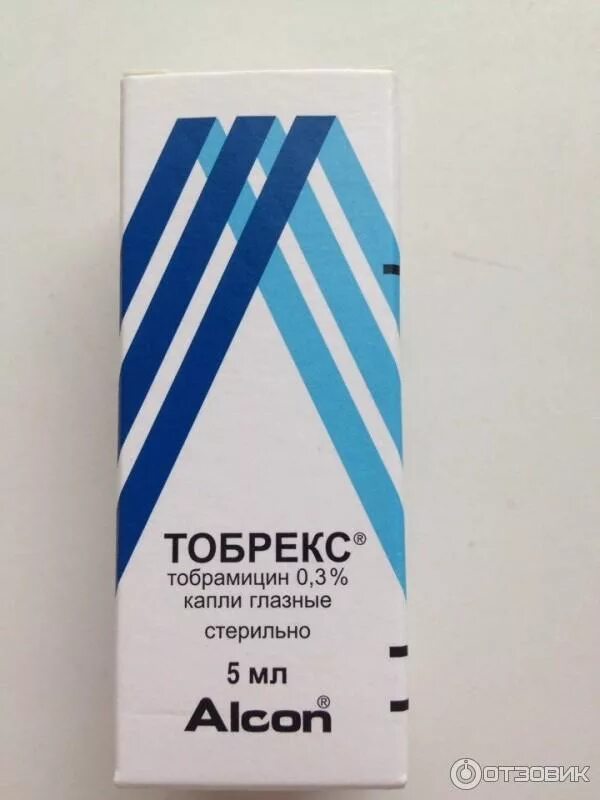 ТОБРЕКС®
тобрамицин 0,3%
капли глазные
стерильно
5 мл
Alcon®
ОТЗОВИК